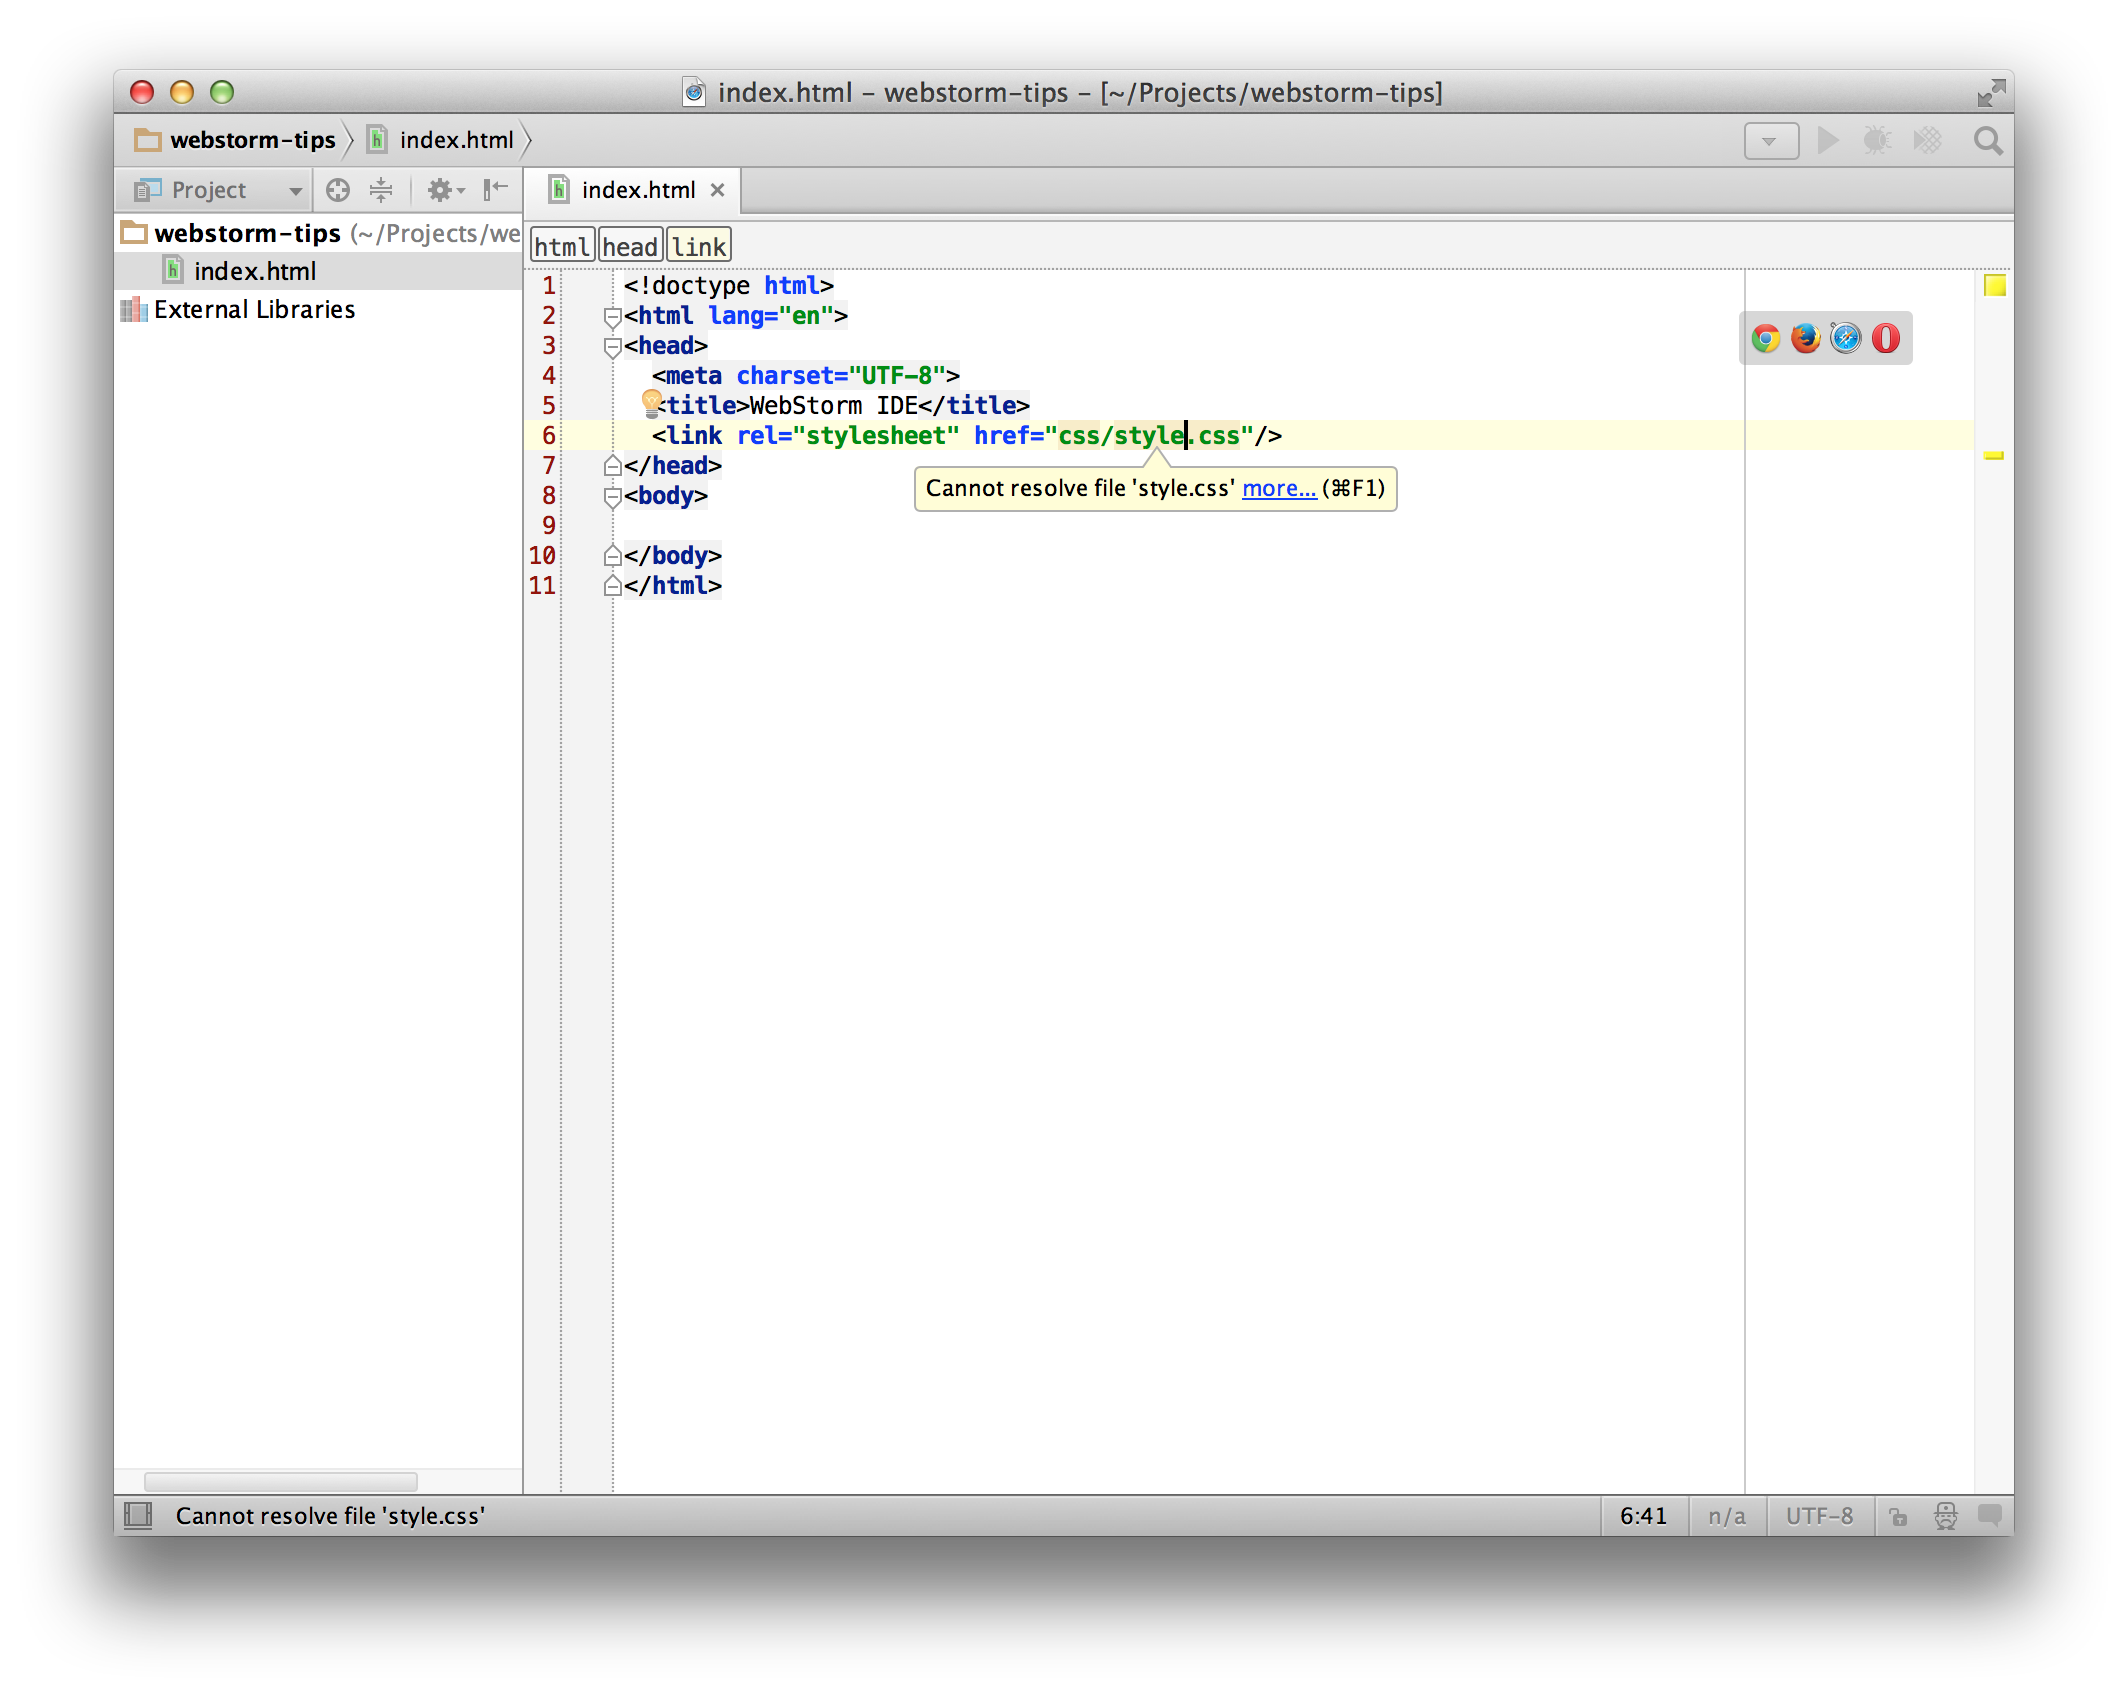 index.html – webstorm-tips – [~/Projects/webstorm-tips]
webstorm-tips index.html
Project
index.html
webstorm-tips (~/Projects/we
index.html
External Libraries
html head link
1 <!doctype html>
2 <html lang="en">
3 <head>
4 <meta charset="UTF-8">
5 <title>WebStorm IDE</title>
6 <link rel="stylesheet" href="css/style.css"/>
7 </head>
Cannot resolve file 'style.css' more... (⌘F1)
8 <body>
9
10 </body>
11 </html>
Cannot resolve file 'style.css'
6:41
n/a
UTF-8